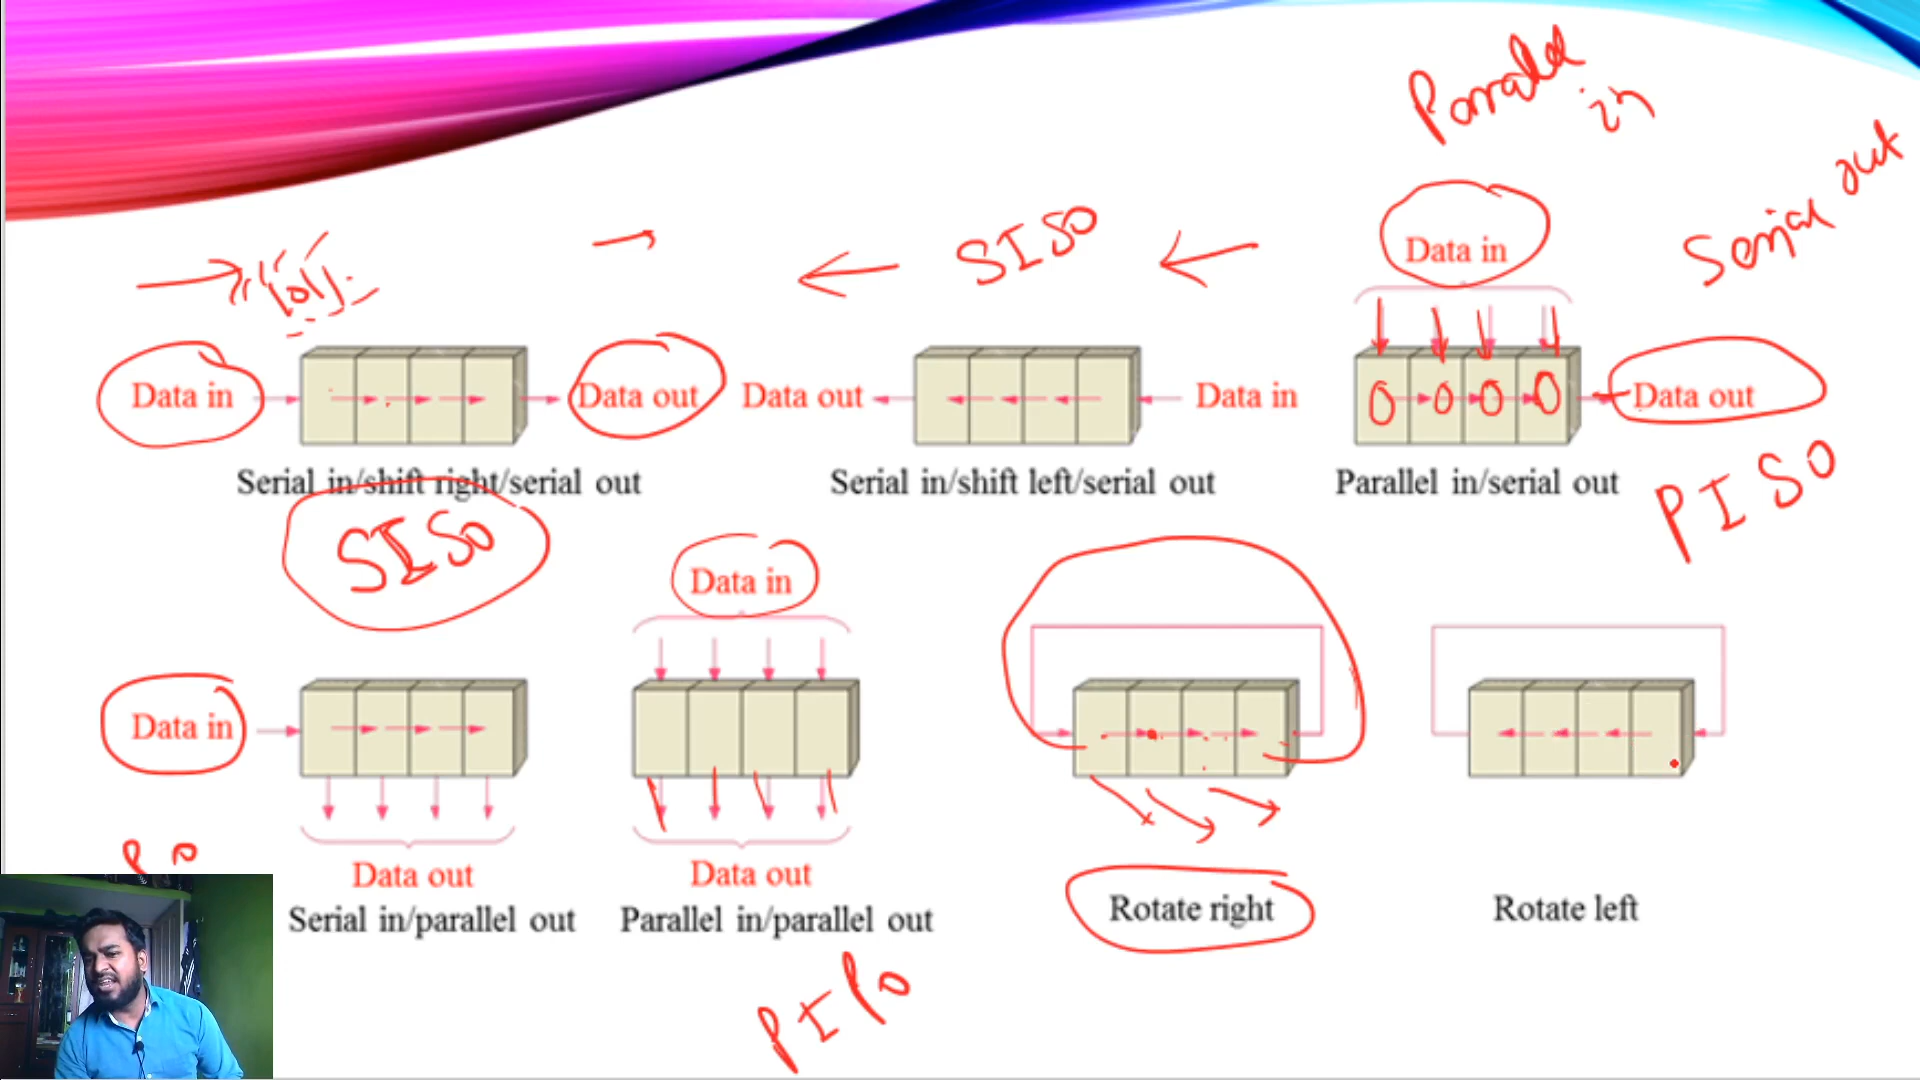 Parallel
in
Serial out
SISO
Data in
1011
Data in
Data out
Data out
Data in
0 0 0 0
Data out
Serial in/shift right/serial out
Serial in/shift left/serial out
Parallel in/serial out
PISO
SISO
Data in
Data in
PO
Data out
Data out
Serial in/parallel out
Parallel in/parallel out
Rotate right
Rotate left
PIPO